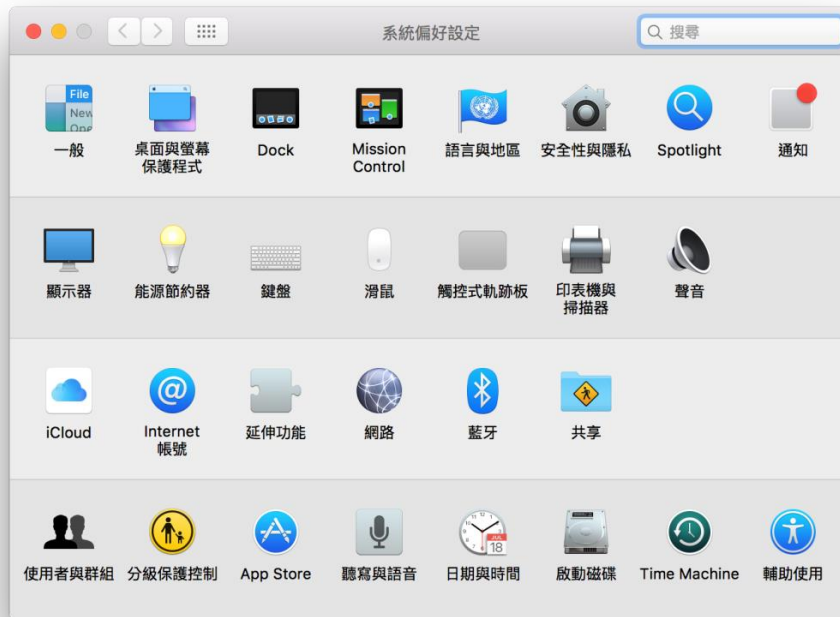 系統偏好設定
搜尋
File
New
Ope
一般
桌面與螢幕
保護程式
Dock
Mission
Control
語言與地區
安全性與隱私
Spotlight
通知
顯示器
能源節約器
鍵盤
滑鼠
觸控式軌跡板
印表機與
掃描器
聲音
iCloud
@
Internet
帳號
延伸功能
網路
藍牙
共享
使用者與群組
分級保護控制
App Store
聽寫與語音
JUL
18
日期與時間
啟動磁碟
Time Machine
輔助使用